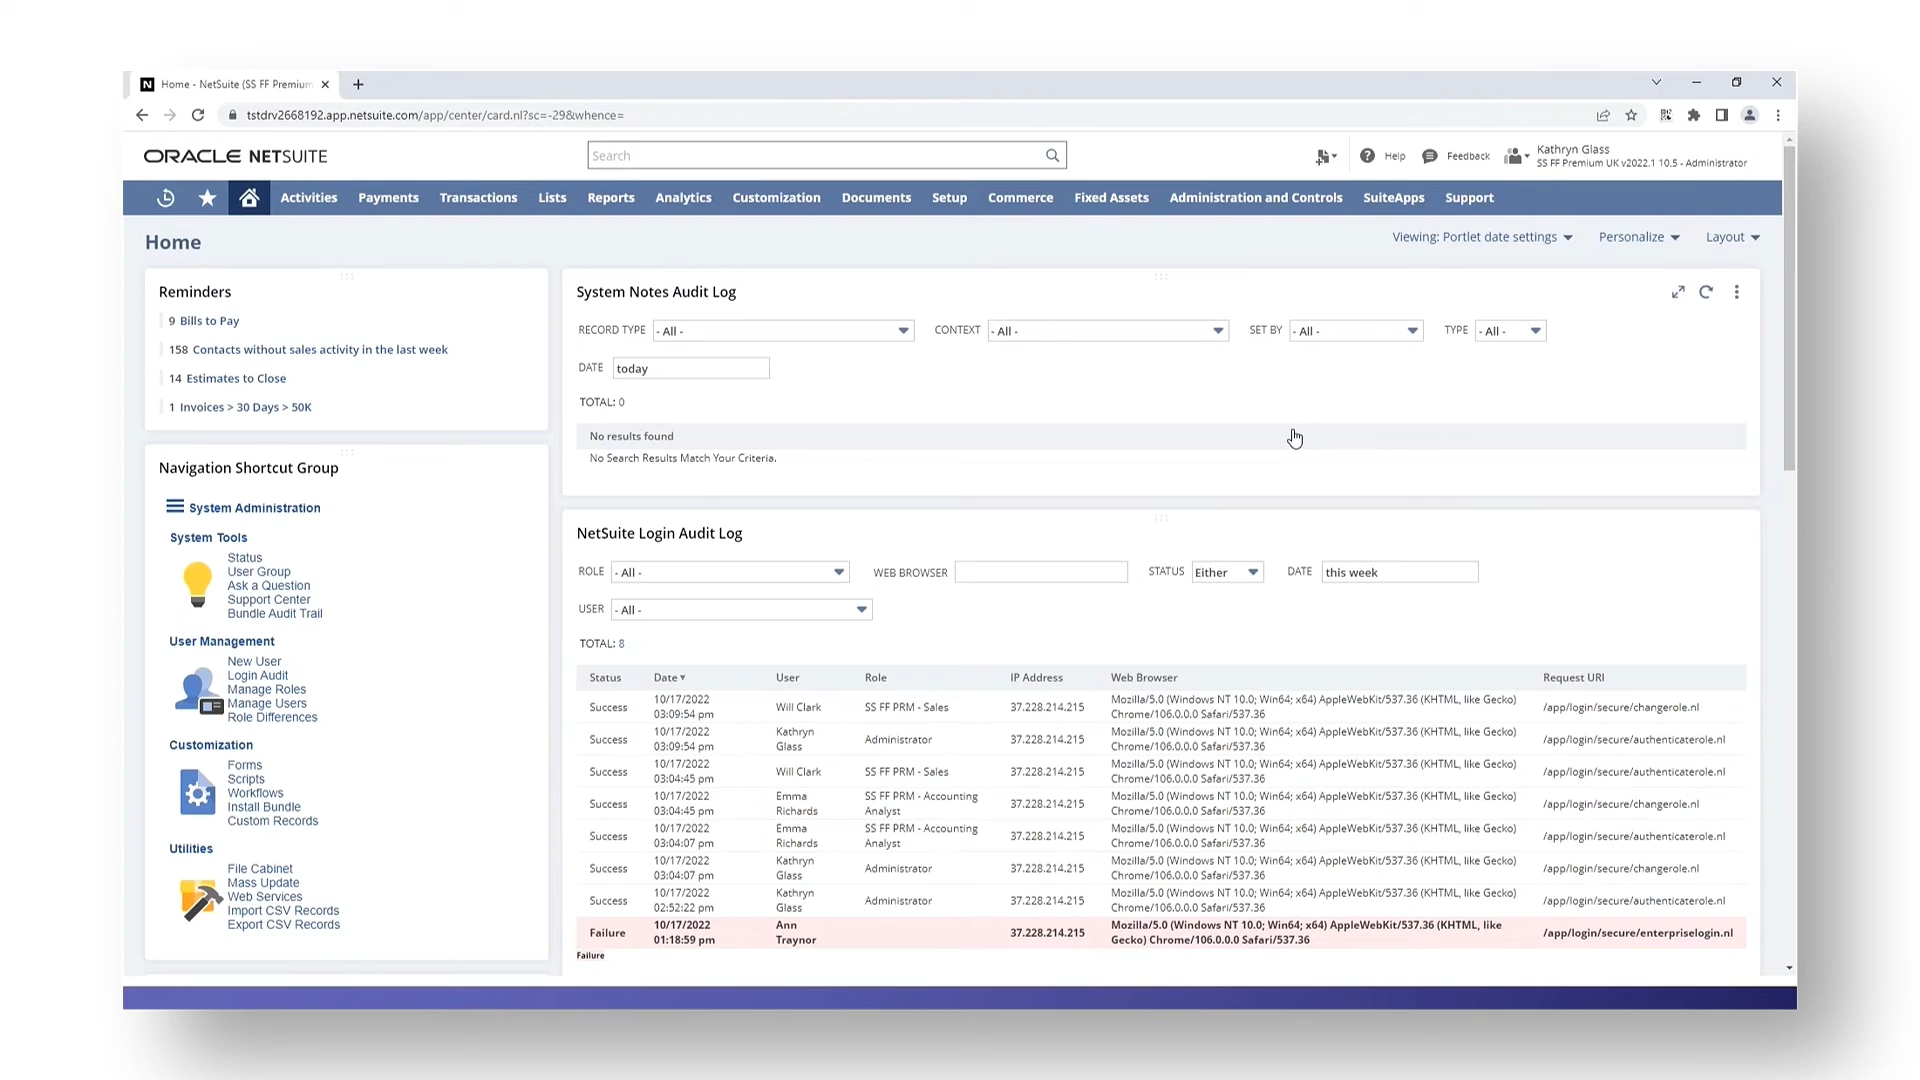 Home - NetSuite (SS FF Premium
tstdrv2668192.app.netsuite.com/app/center/card.nl?sc=-29&whence=
ORACLE NETSUITE
Search
Help
Feedback
Kathryn Glass
SS FF Premium UK v2022.1 10.5 - Administrator
Activities Payments Transactions Lists Reports Analytics Customization Documents Setup Commerce Fixed Assets Administration and Controls SuiteApps Support
Home
Viewing: Portlet date settings Personalize Layout
Reminders
9 Bills to Pay
158 Contacts without sales activity in the last week
14 Estimates to Close
1 Invoices > 30 Days > 50K
Navigation Shortcut Group
System Administration
System Tools
Status
User Group
Ask a Question
Support Center
Bundle Audit Trail
User Management
New User
Login Audit
Manage Roles
Manage Users
Role Differences
Customization
Forms
Scripts
Workflows
Install Bundle
Custom Records
Utilities
File Cabinet
Mass Update
Web Services
Import CSV Records
Export CSV Records
System Notes Audit Log
RECORD TYPE - All - CONTEXT - All - SET BY - All - TYPE - All -
DATE today
TOTAL: 0
No results found
No Search Results Match Your Criteria.
NetSuite Login Audit Log
ROLE - All - WEB BROWSER STATUS Either DATE this week
USER - All -
TOTAL: 8
Status Date User Role IP Address Web Browser Request URI
Success 10/17/2022 03:09:54 pm Will Clark SS FF PRM - Sales 37.228.214.215 Mozilla/5.0 (Windows NT 10.0; Win64; x64) AppleWebKit/537.36 (KHTML, like Gecko) Chrome/106.0.0.0 Safari/537.36 /app/login/secure/changerole.nl
Success 10/17/2022 03:09:54 pm Kathryn Glass Administrator 37.228.214.215 Mozilla/5.0 (Windows NT 10.0; Win64; x64) AppleWebKit/537.36 (KHTML, like Gecko) Chrome/106.0.0.0 Safari/537.36 /app/login/secure/authenticaterole.nl
Success 10/17/2022 03:04:45 pm Will Clark SS FF PRM - Sales 37.228.214.215 Mozilla/5.0 (Windows NT 10.0; Win64; x64) AppleWebKit/537.36 (KHTML, like Gecko) Chrome/106.0.0.0 Safari/537.36 /app/login/secure/authenticaterole.nl
Success 10/17/2022 03:04:45 pm Emma Richards SS FF PRM - Accounting Analyst 37.228.214.215 Mozilla/5.0 (Windows NT 10.0; Win64; x64) AppleWebKit/537.36 (KHTML, like Gecko) Chrome/106.0.0.0 Safari/537.36 /app/login/secure/changerole.nl
Success 10/17/2022 03:04:07 pm Emma Richards SS FF PRM - Accounting Analyst 37.228.214.215 Mozilla/5.0 (Windows NT 10.0; Win64; x64) AppleWebKit/537.36 (KHTML, like Gecko) Chrome/106.0.0.0 Safari/537.36 /app/login/secure/authenticaterole.nl
Success 10/17/2022 03:04:07 pm Kathryn Glass Administrator 37.228.214.215 Mozilla/5.0 (Windows NT 10.0; Win64; x64) AppleWebKit/537.36 (KHTML, like Gecko) Chrome/106.0.0.0 Safari/537.36 /app/login/secure/changerole.nl
Success 10/17/2022 02:52:22 pm Kathryn Glass Administrator 37.228.214.215 Mozilla/5.0 (Windows NT 10.0; Win64; x64) AppleWebKit/537.36 (KHTML, like Gecko) Chrome/106.0.0.0 Safari/537.36 /app/login/secure/authenticaterole.nl
Failure 10/17/2022 01:18:59 pm Ann Traynor 37.228.214.215 Mozilla/5.0 (Windows NT 10.0; Win64; x64) AppleWebKit/537.36 (KHTML, like Gecko) Chrome/106.0.0.0 Safari/537.36 /app/login/secure/enterpriselogin.nl
Failure